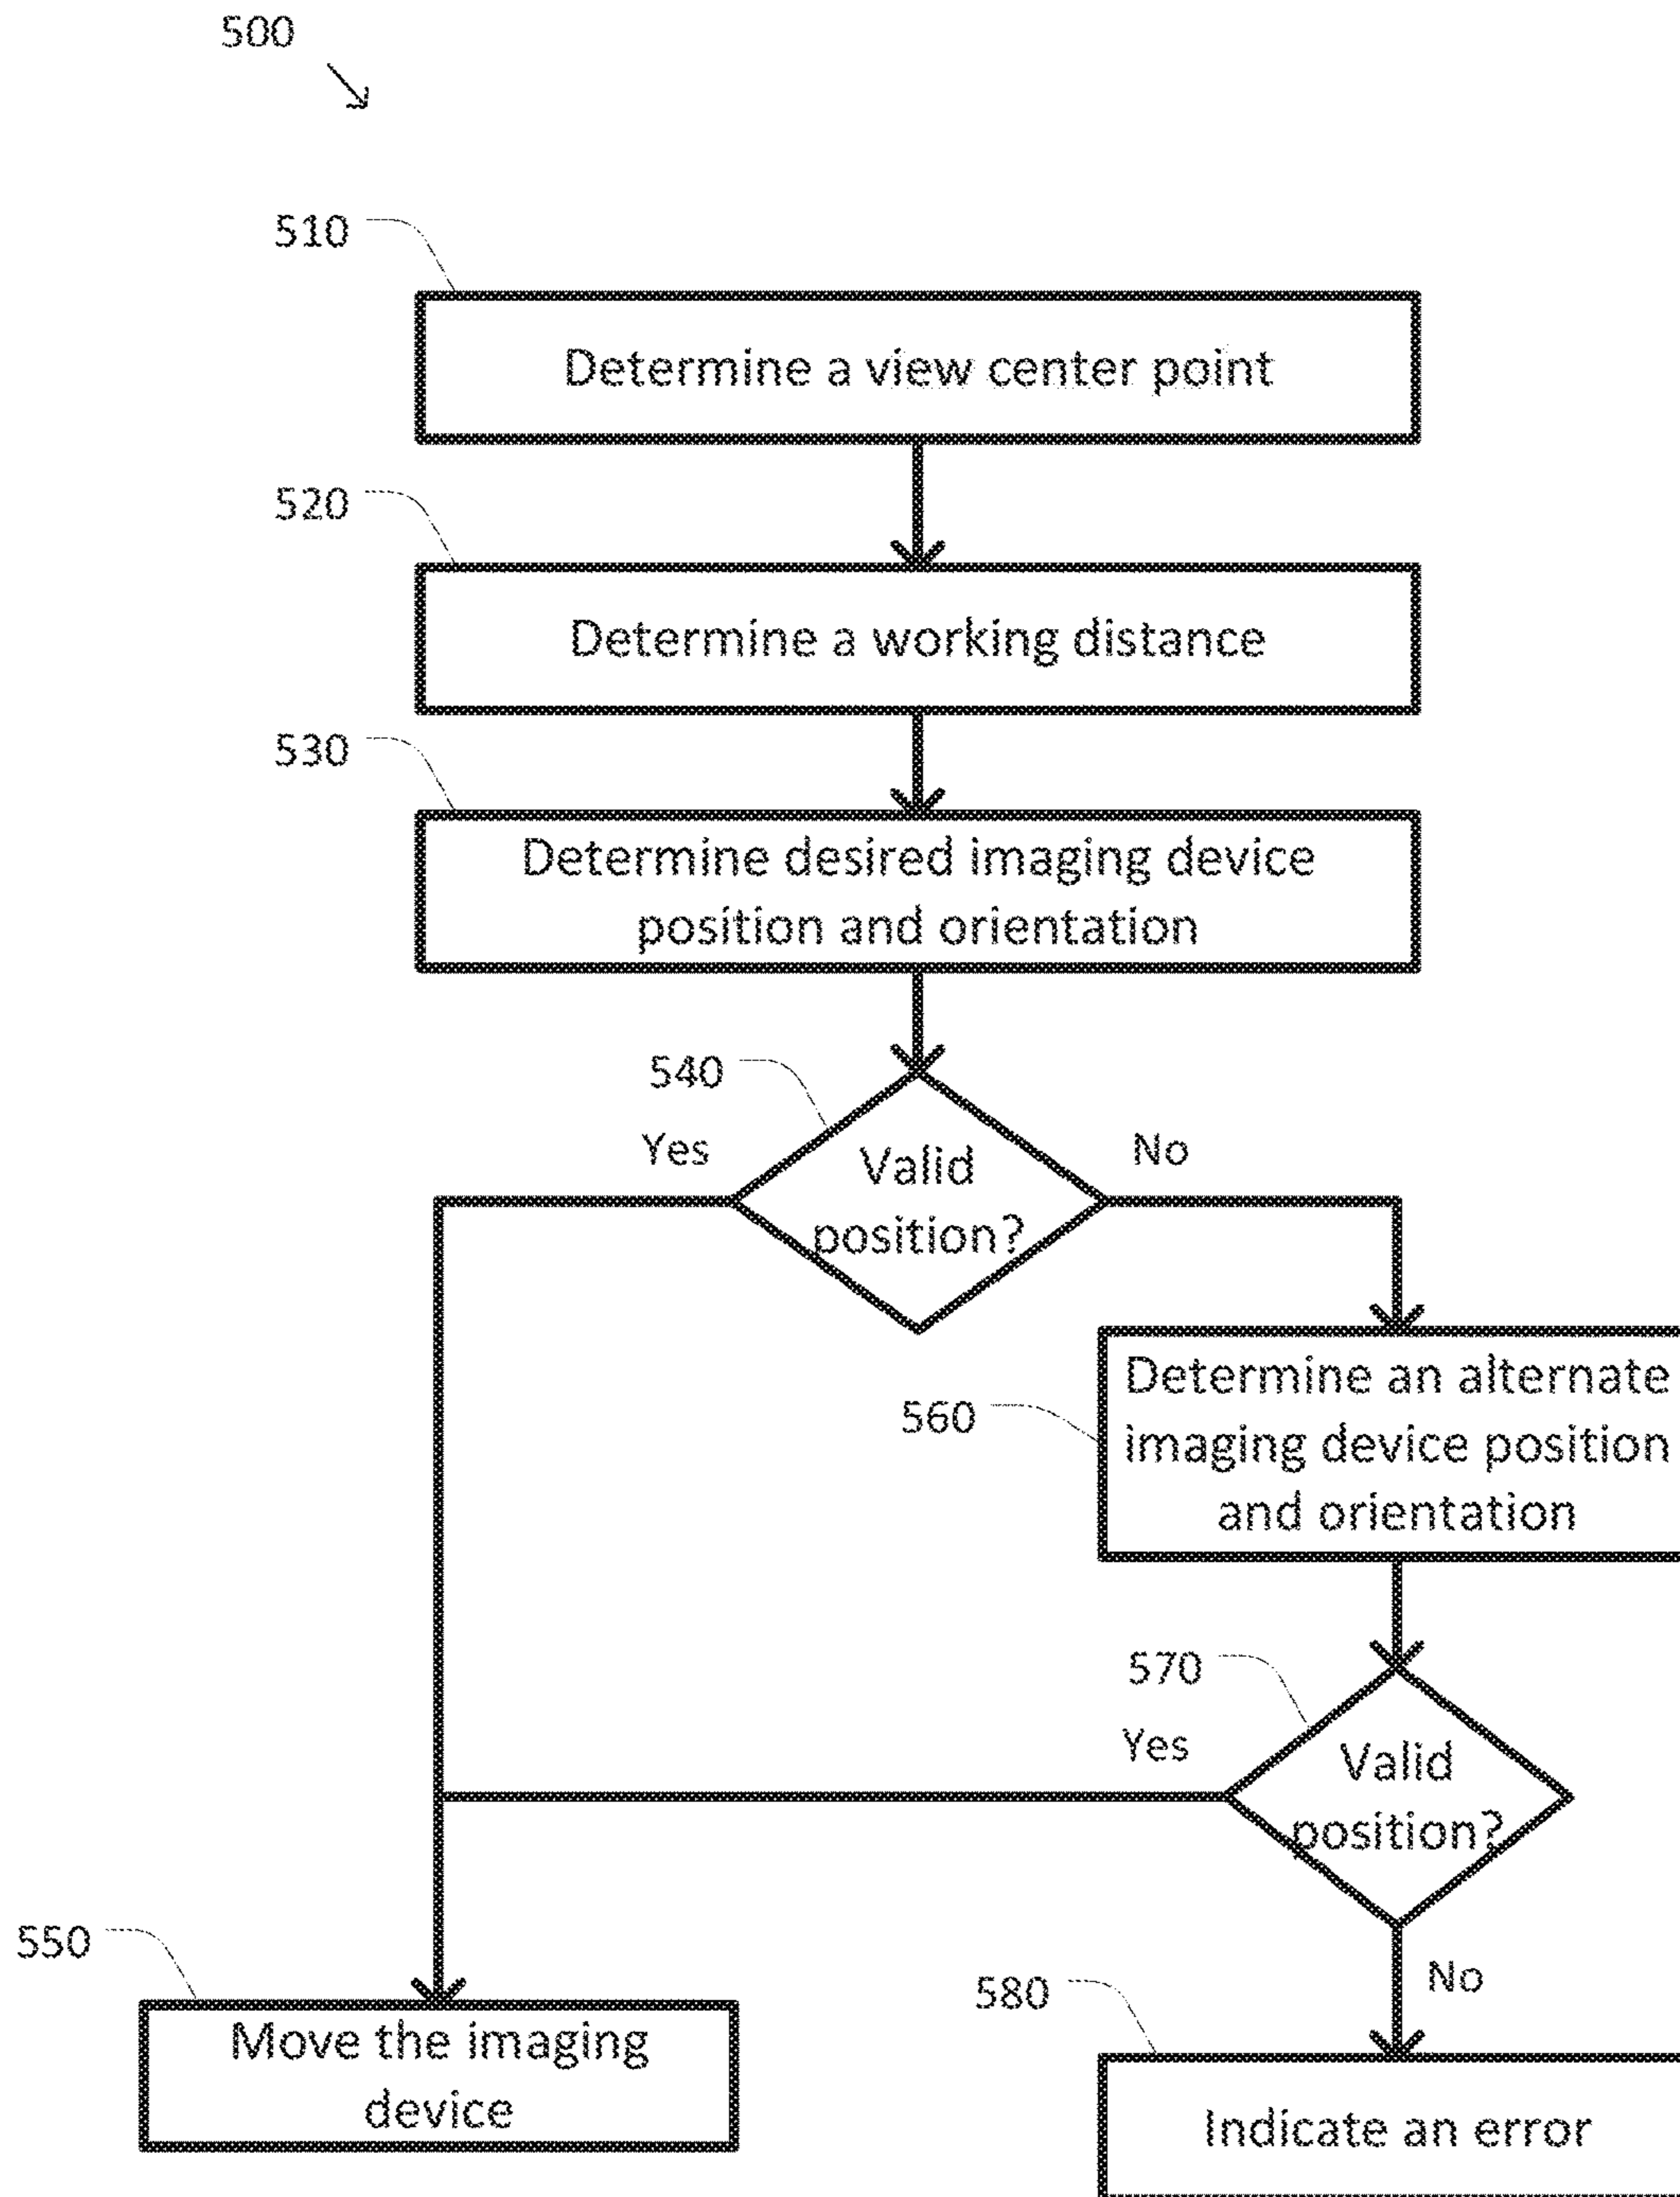 500
510
Determine a view center point
520
Determine a working distance
530
Determine desired imaging device
position and orientation
540
Yes
No
Valid
position?
Determine an alternate
560
imaging device position
and orientation
570
Yes
Valid
position?
550
No
580
Move the imaging
device
Indicate an error